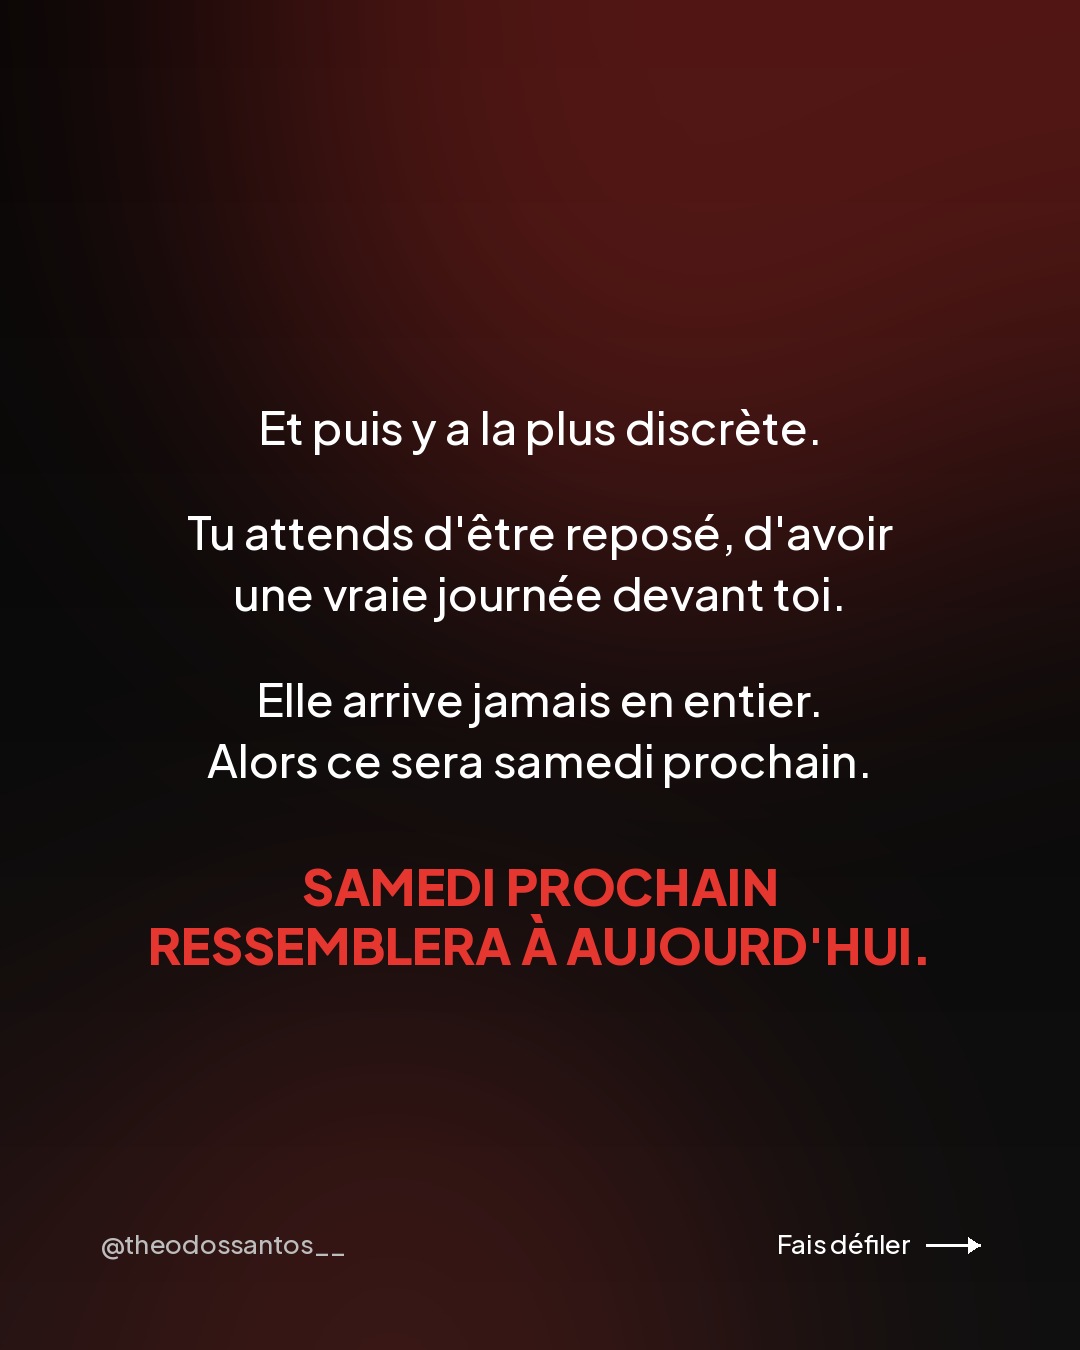 Et puis y a la plus discrète.
Tu attends d'être reposé, d'avoir
une vraie journée devant toi.
Elle arrive jamais en entier.
Alors ce sera samedi prochain.
SAMEDI PROCHAIN
RESSEMBLERA À AUJOURD'HUI.
@theodossantos__
Fais défiler